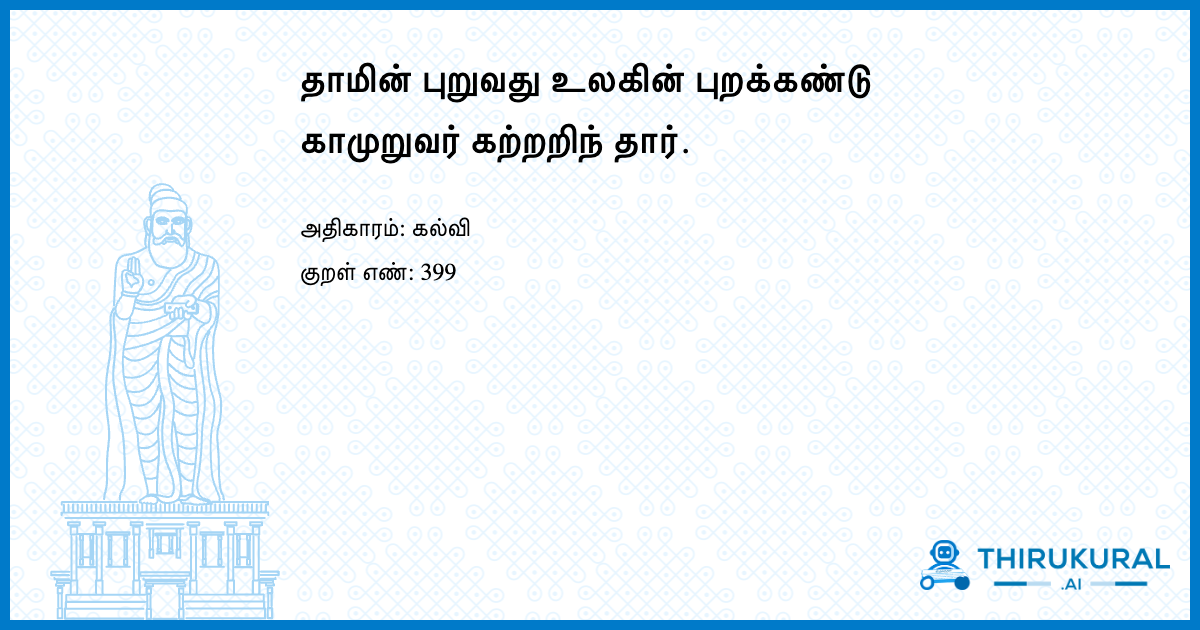 தாமின் புறுவது உலகின் புறக்கண்டு
காமுறுவர் கற்றறிந் தார்.
அதிகாரம்: கல்வி
குறள் எண்: 399
THIRUKURAL
.AI